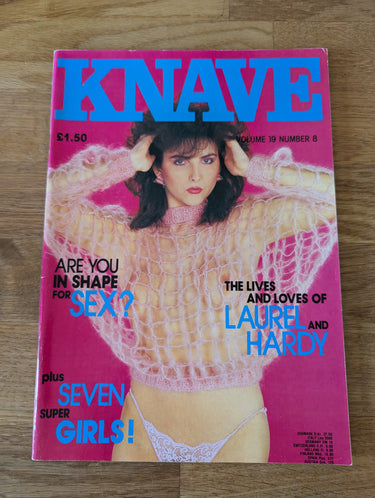 KNAVE
£1.50
VOLUME 19 NUMBER 8
ARE YOU
IN SHAPE
FOR SEX?
THE LIVES
AND LOVES OF
LAUREL AND
HARDY
plus
SEVEN
SUPER
GIRLS!